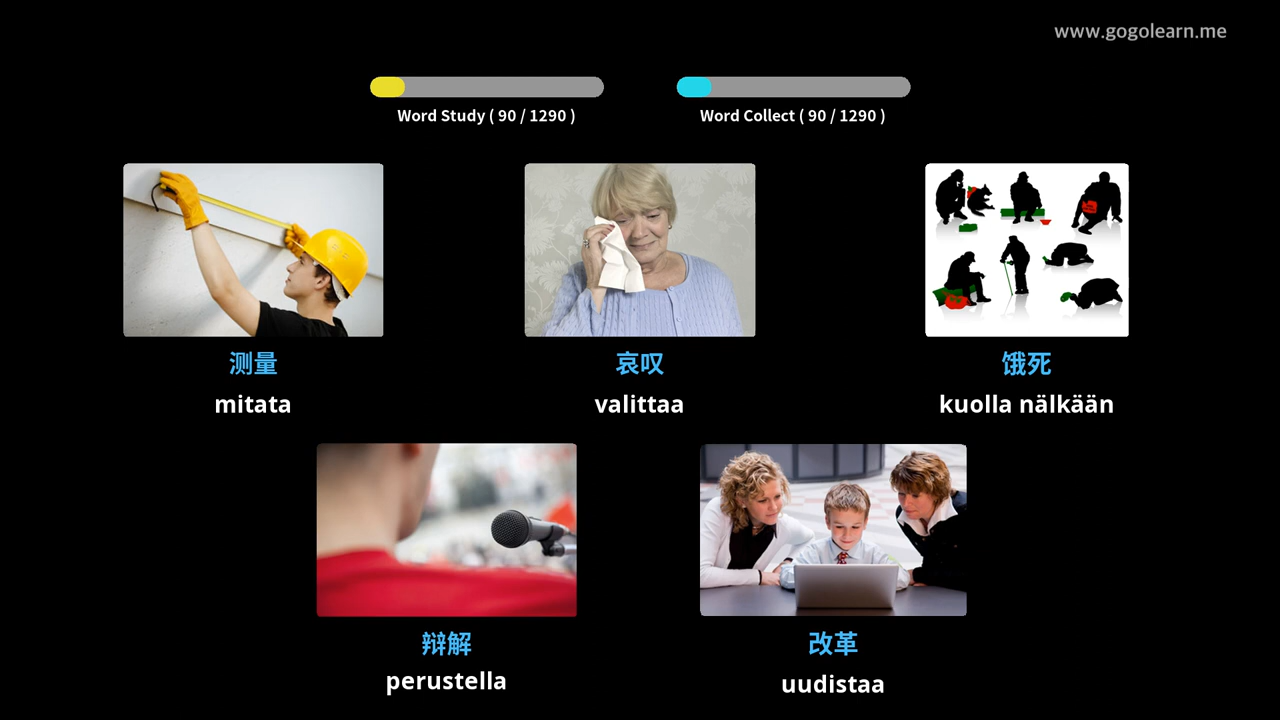 www.gogolearn.me
Word Study ( 90 / 1290 )
Word Collect ( 90 / 1290 )
测量
哀叹
饿死
mitata
valittaa
kuolla nälkään
辩解
改革
perustella
uudistaa